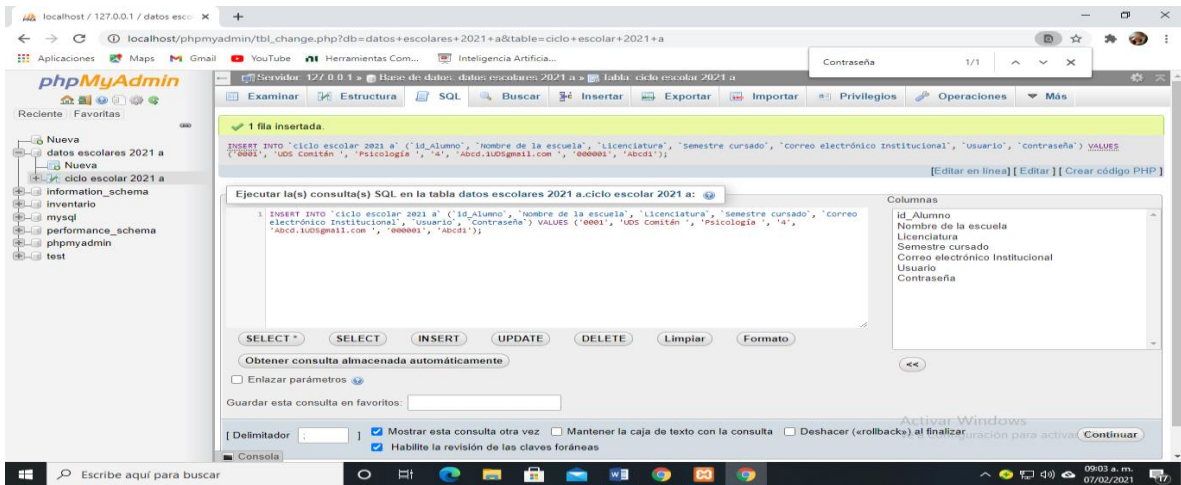 localhost / 127.0.0.1 / datos esco
localhost/phpmyadmin/tbl_change.php?db=datos+escolares+2021+a&table=ciclo+escolar+2021+a
Aplicaciones Maps Gmail YouTube Herramientas Com... Inteligencia Artificia...
Contraseña 1/1
phpMyAdmin
Reciente Favoritas
Nueva
datos escolares 2021 a
Nueva
ciclo escolar 2021 a
information_schema
inventario
mysql
performance_schema
phpmyadmin
test
Servidor: 127.0.0.1 » Base de datos: datos escolares 2021 a » Tabla: ciclo escolar 2021 a
Examinar Estructura SQL Buscar Insertar Exportar Importar Privilegios Operaciones Más
1 fila insertada.
INSERT INTO `ciclo escolar 2021 a` (`id_Alumno`, `Nombre de la escuela`, `Licenciatura`, `Semestre cursado`, `Correo electrónico Institucional`, `Usuario`, `Contraseña`) VALUES
('0001', 'UDS Comitán ', 'Psicología ', '4', 'Abcd.1UDSgmail.com ', '000001', 'Abcd1');
[Editar en línea] [ Editar ] [ Crear código PHP ]
Ejecutar la(s) consulta(s) SQL en la tabla datos escolares 2021 a.ciclo escolar 2021 a:
1 INSERT INTO `ciclo escolar 2021 a` (`id_Alumno`, `Nombre de la escuela`, `Licenciatura`, `Semestre cursado`, `Correo
electrónico Institucional`, `Usuario`, `Contraseña`) VALUES ('0001', 'UDS Comitán ', 'Psicología ', '4',
'Abcd.1UDSgmail.com ', '000001', 'Abcd1');
Columnas
id_Alumno
Nombre de la escuela
Licenciatura
Semestre cursado
Correo electrónico Institucional
Usuario
Contraseña
SELECT * SELECT INSERT UPDATE DELETE Limpiar Formato
Obtener consulta almacenada automáticamente
<<
Enlazar parámetros
Guardar esta consulta en favoritos:
Activar Windows
[ Delimitador ; ] Mostrar esta consulta otra vez Mantener la caja de texto con la consulta Deshacer («rollback») al finalizar Continuar
Habilite la revisión de las claves foráneas
Consola
Escribe aquí para buscar
09:03 a. m.
07/02/2021